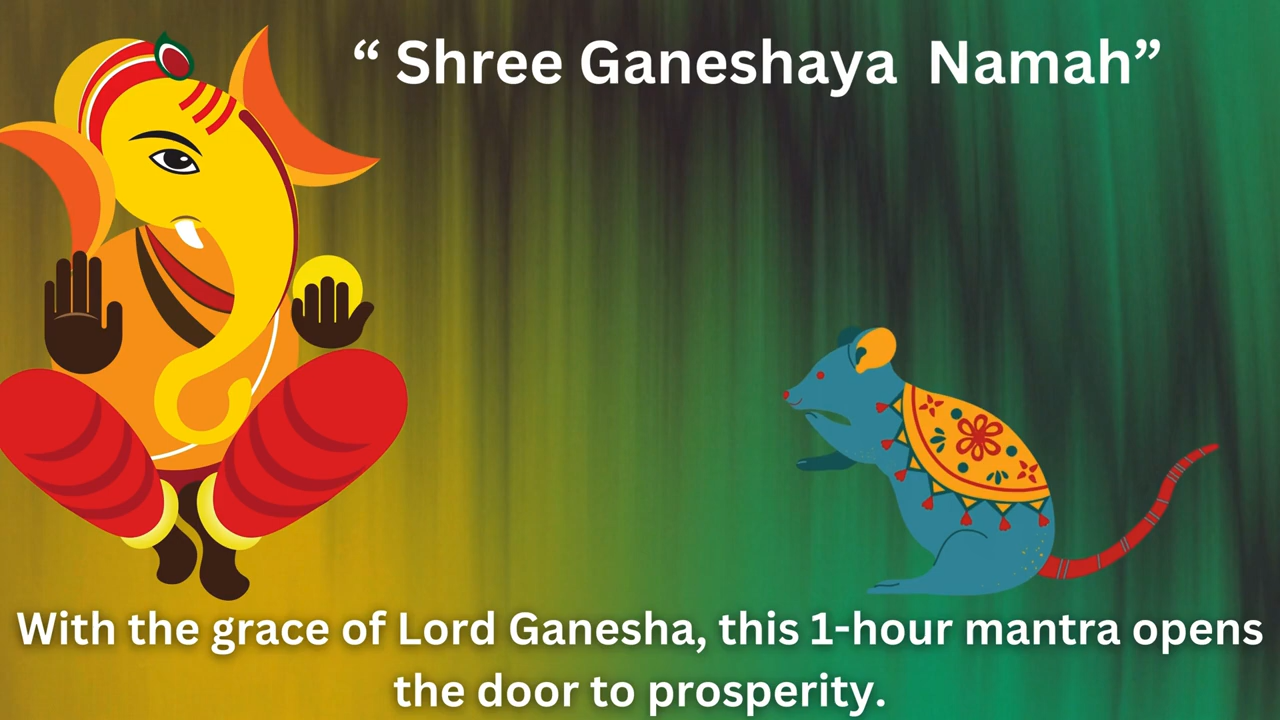 “ Shree Ganeshaya  Namah”
With the grace of Lord Ganesha, this 1-hour mantra opens
the door to prosperity.